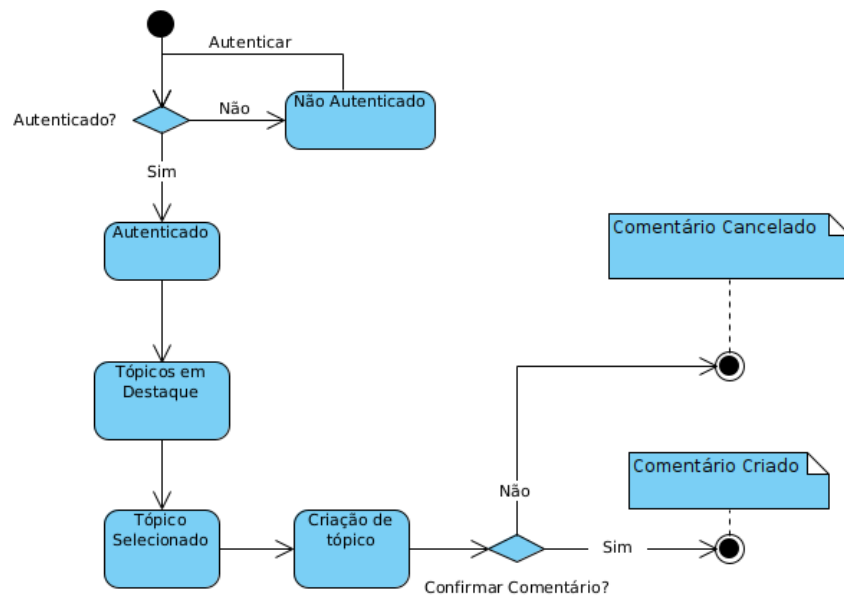 Autenticar
Autenticado?
Não
Não Autenticado
Sim
Autenticado
Comentário Cancelado
Tópicos em
Destaque
Comentário Criado
Não
Tópico
Selecionado
Criação de
tópico
Sim
Confirmar Comentário?